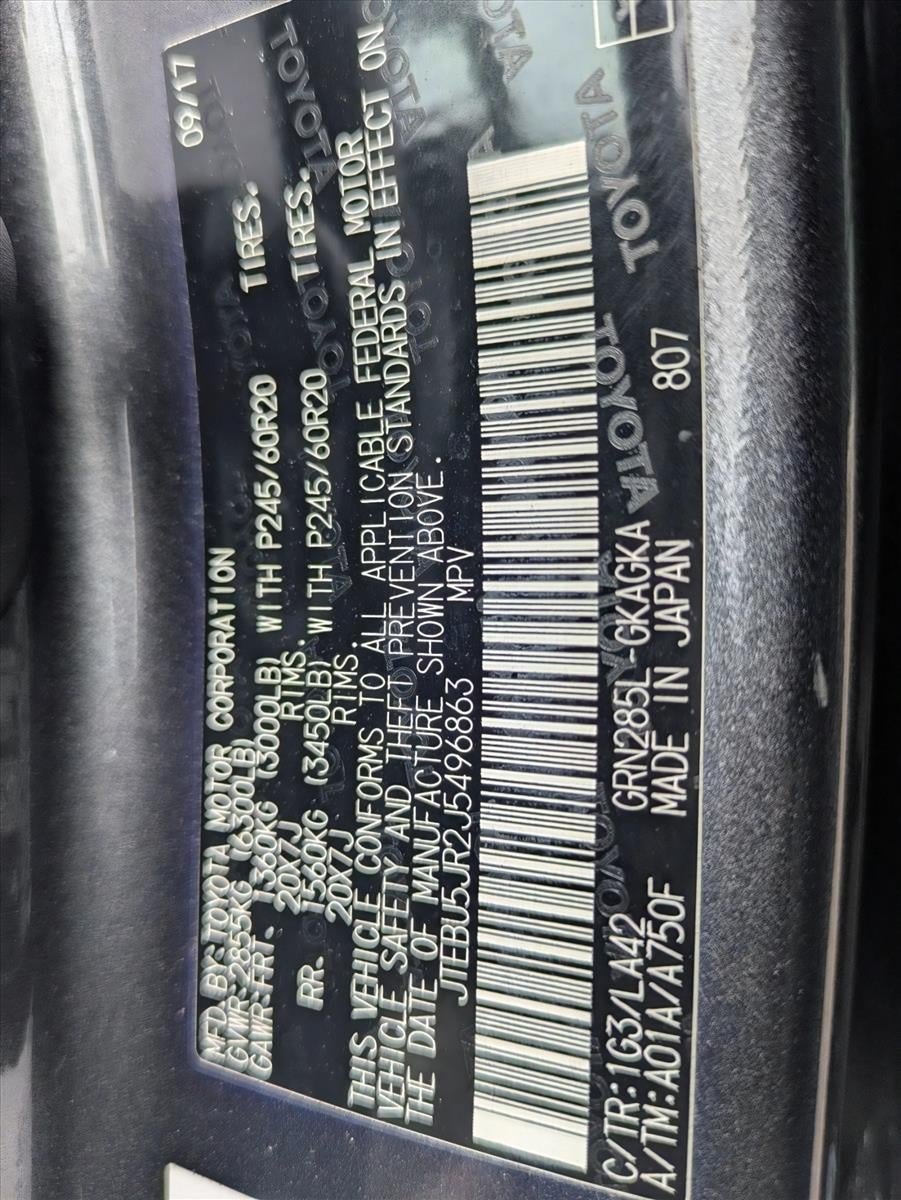 MFD. BY: TOYOTA MOTOR CORPORATION 09/17
GVWR 2855KG (6300LB)
GAWR FRT. 1360KG (3000LB) WITH P245/60R20 TIRES.
20X7J RIMS.
RR. 1560KG (3450LB) WITH P245/60R20 TIRES.
20X7J RIMS.
THIS VEHICLE CONFORMS TO ALL APPLICABLE FEDERAL MOTOR
VEHICLE SAFETY AND THEFT PREVENTION STANDARDS IN EFFECT ON
THE DATE OF MANUFACTURE SHOWN ABOVE.
JTEBU5JR2J5496863 MPV
C/TR: 1G3/LA42 GRN285L-GKAGKA 807
A/TM: A01A/A750F MADE IN JAPAN
TOYOTA
TOYOTA
TOYOTA
TOYOTA